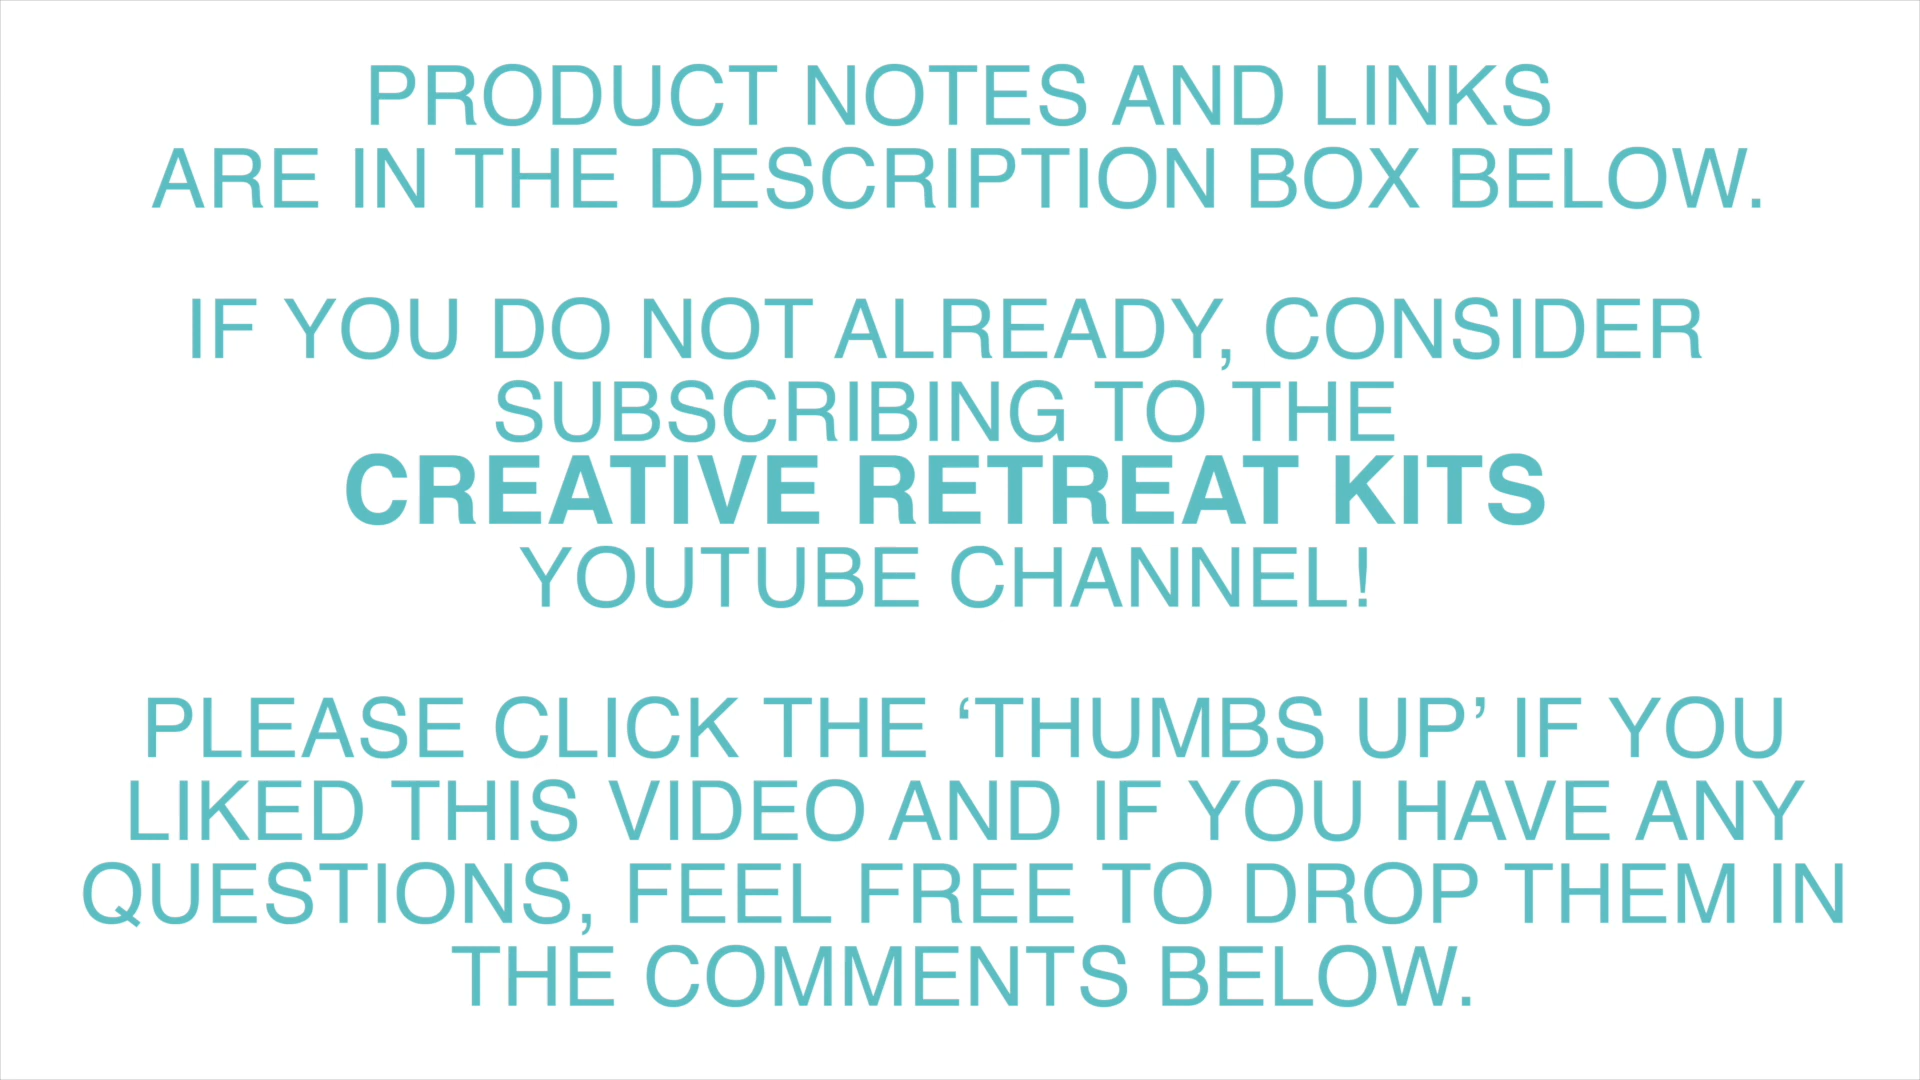 PRODUCT NOTES AND LINKS
ARE IN THE DESCRIPTION BOX BELOW.
IF YOU DO NOT ALREADY, CONSIDER
SUBSCRIBING TO THE
CREATIVE RETREAT KITS
YOUTUBE CHANNEL!
PLEASE CLICK THE ‘THUMBS UP’ IF YOU
LIKED THIS VIDEO AND IF YOU HAVE ANY
QUESTIONS, FEEL FREE TO DROP THEM IN
THE COMMENTS BELOW.